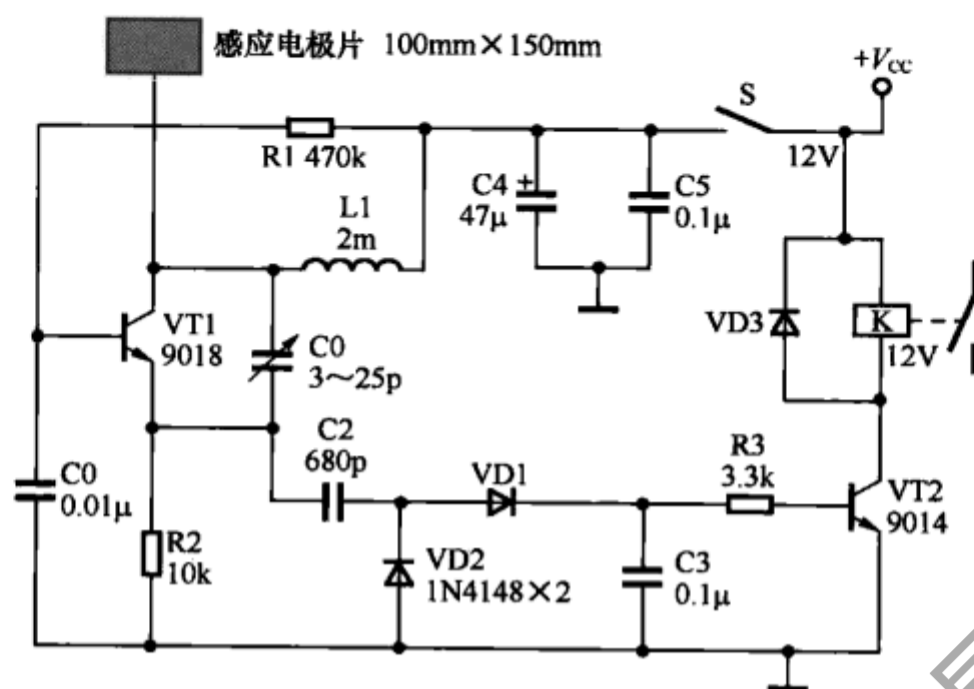 感应电极片 100mm×150mm
+Vcc
S
R1 470k
12V
C4
47μ
+
C5
0.1μ
L1
2m
VT1
9018
C0
3～25p
VD3
K
12V
C2
680p
VD1
R3
3.3k
VT2
9014
C0
0.01μ
R2
10k
VD2
1N4148×2
C3
0.1μ